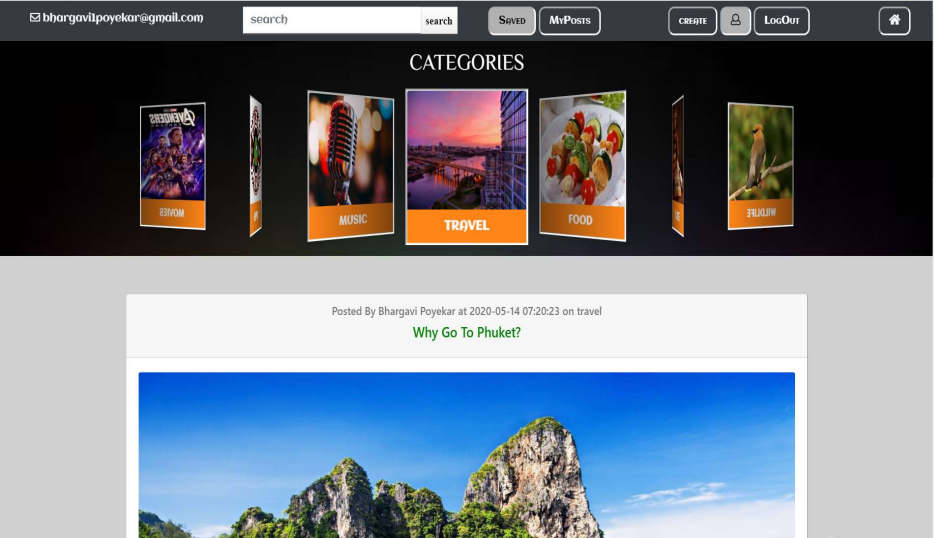 bhargavi1poyekar@gmail.com
search
search
Saved
MyPosts
create
LogOut
CATEGORIES
AVENGERS
MOVIES
MUSIC
TRAVEL
FOOD
WILDLIFE
Posted By Bhargavi Poyekar at 2020-05-14 07:20:23 on travel
Why Go To Phuket?